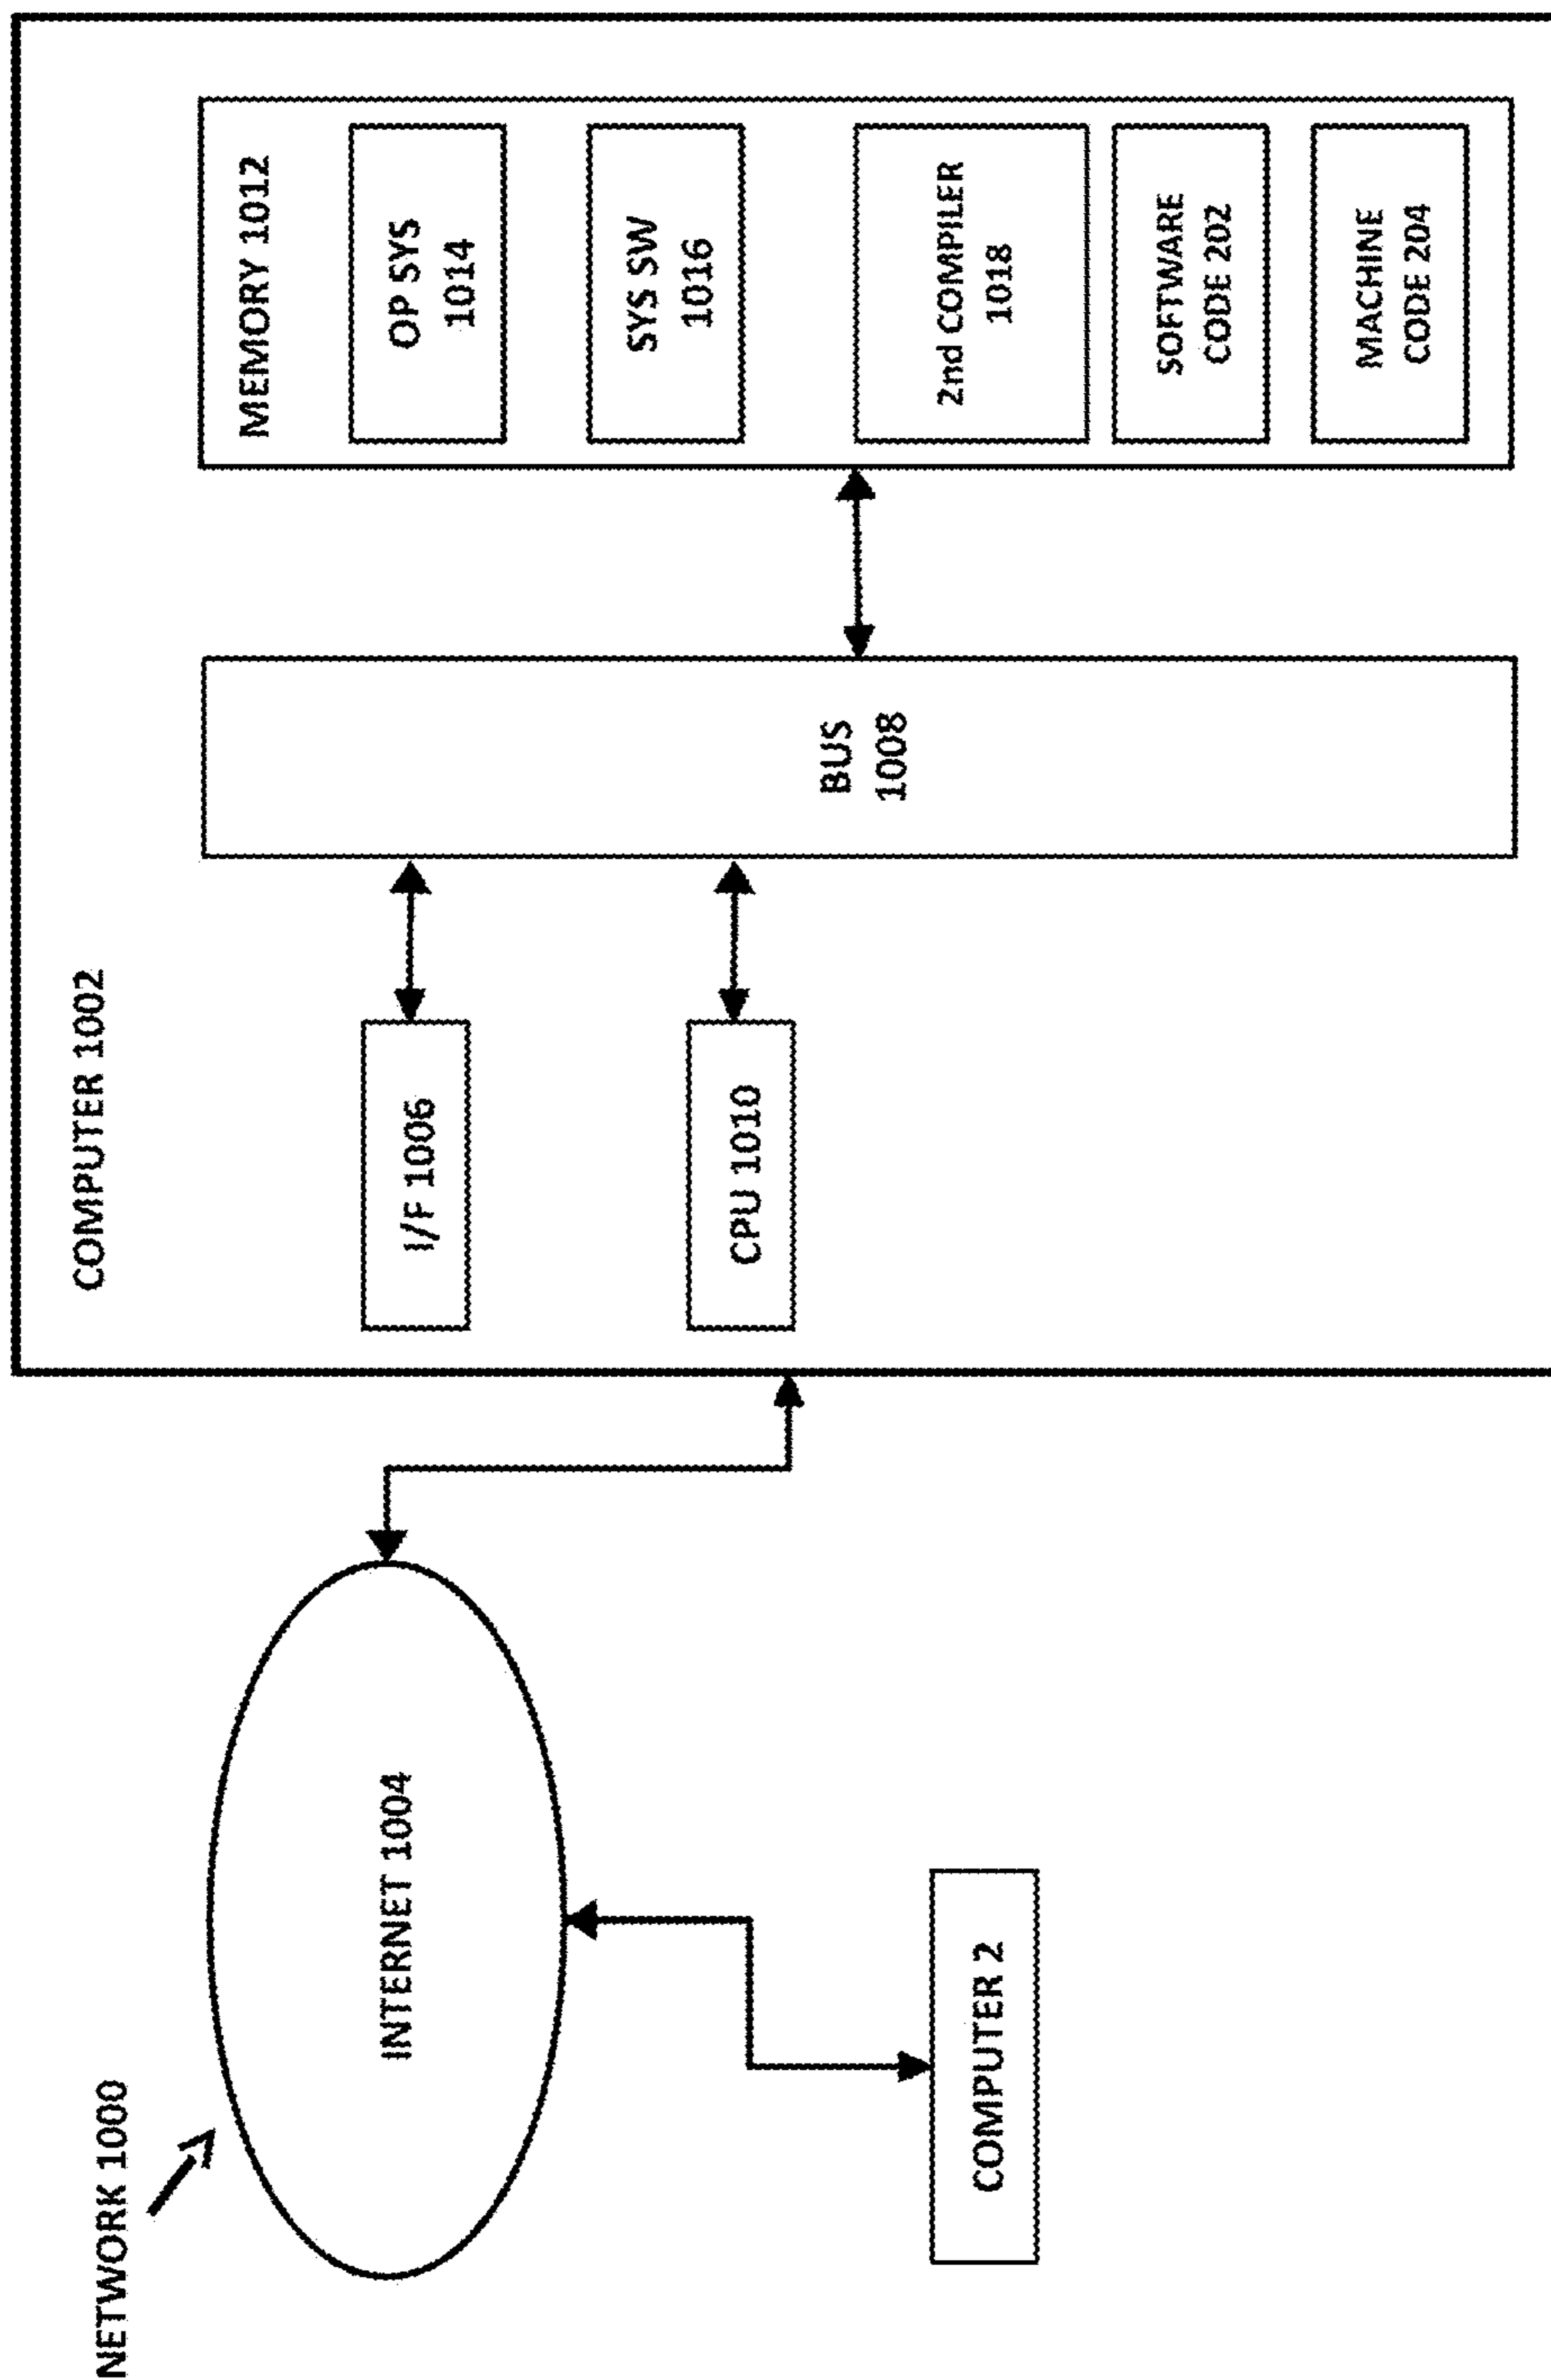 NETWORK 1000
INTERNET 1004
COMPUTER 2
COMPUTER 1002
I/F 1006
CPU 1010
BUS
1008
MEMORY 1012
OP SYS
1014
SYS SW
1016
2nd COMPILER
1018
SOFTWARE
CODE 202
MACHINE
CODE 204